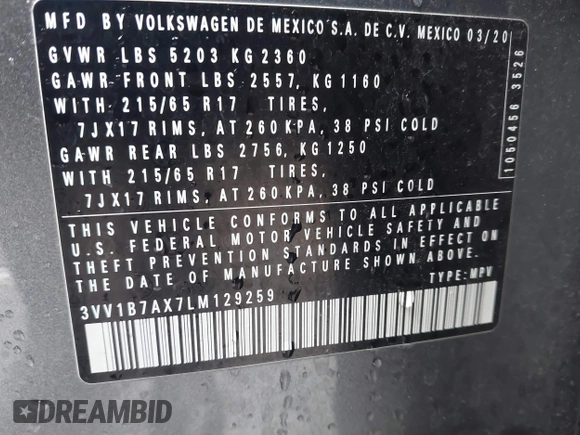 MFD BY VOLKSWAGEN DE MEXICO S.A. DE C.V. MEXICO 03/20
GVWR LBS 5203 KG 2360
GAWR FRONT LBS 2557, KG 1160
WITH 215/65 R17 TIRES,
7JX17 RIMS, AT 260 KPA, 38 PSI COLD
GAWR REAR LBS 2756, KG 1250
WITH 215/65 R17 TIRES,
7JX17 RIMS, AT 260 KPA, 38 PSI COLD
THIS VEHICLE CONFORMS TO ALL APPLICABLE
U.S. FEDERAL MOTOR VEHICLE SAFETY AND
THEFT PREVENTION STANDARDS IN EFFECT ON
THE DATE OF MANUFACTURE SHOWN ABOVE.
3VV1B7AX7LM129259 TYPE: MPV
1050456 3526
DREAMBID